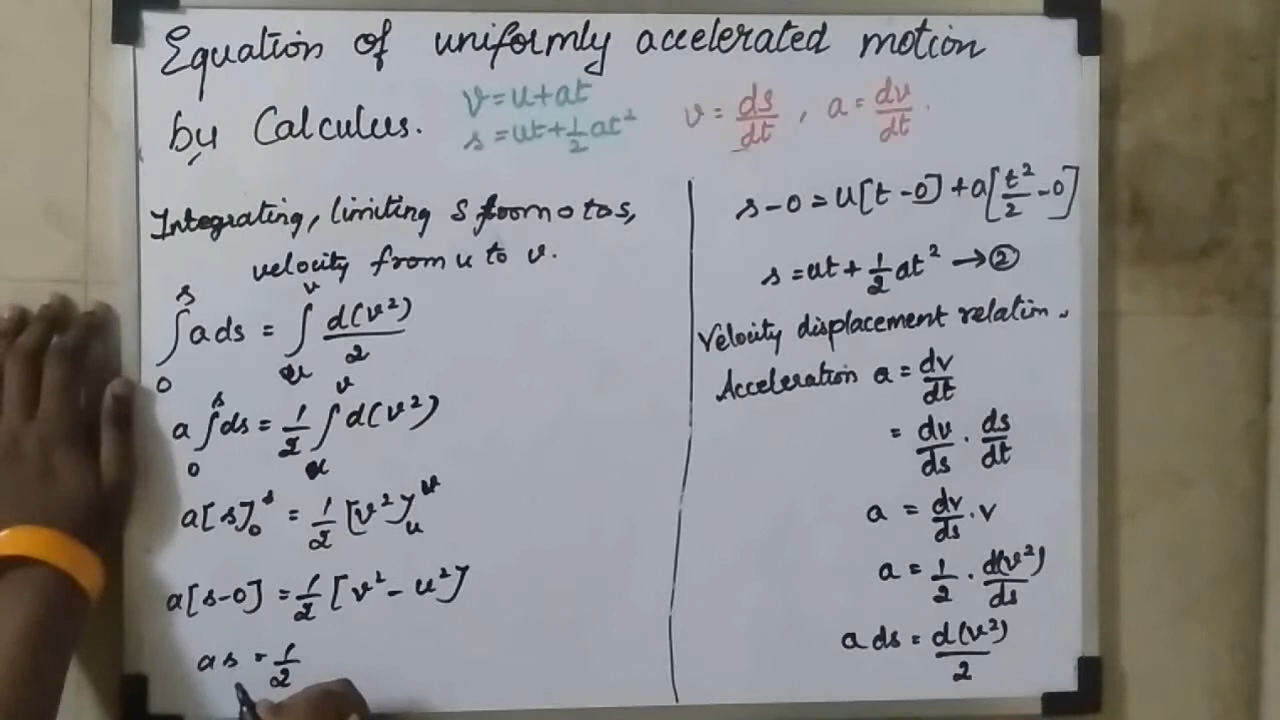 Equation of uniformly accelerated motion
by Calculus.
v = u + at
s = ut + 1/2 at²
v = ds/dt , a = dv/dt .
Integrating, limiting s from 0 to s,
velocity from u to v.
∫₀ˢ a ds = ∫ᵤᵛ d(v²)/2
a ∫₀ˢ ds = 1/2 ∫ᵤᵛ d(v²)
a[s]₀ˢ = 1/2 [v²]ᵤᵛ
a[s-0] = 1/2 [v² - u²]
as = 1/2
s - 0 = u[t - 0] + a[t²/2 - 0]
s = ut + 1/2 at² → ②
Velocity displacement relation.
Acceleration a = dv/dt
= dv/ds . ds/dt
a = dv/ds . v
a = 1/2 . d(v²)/ds
a ds = d(v²)/2